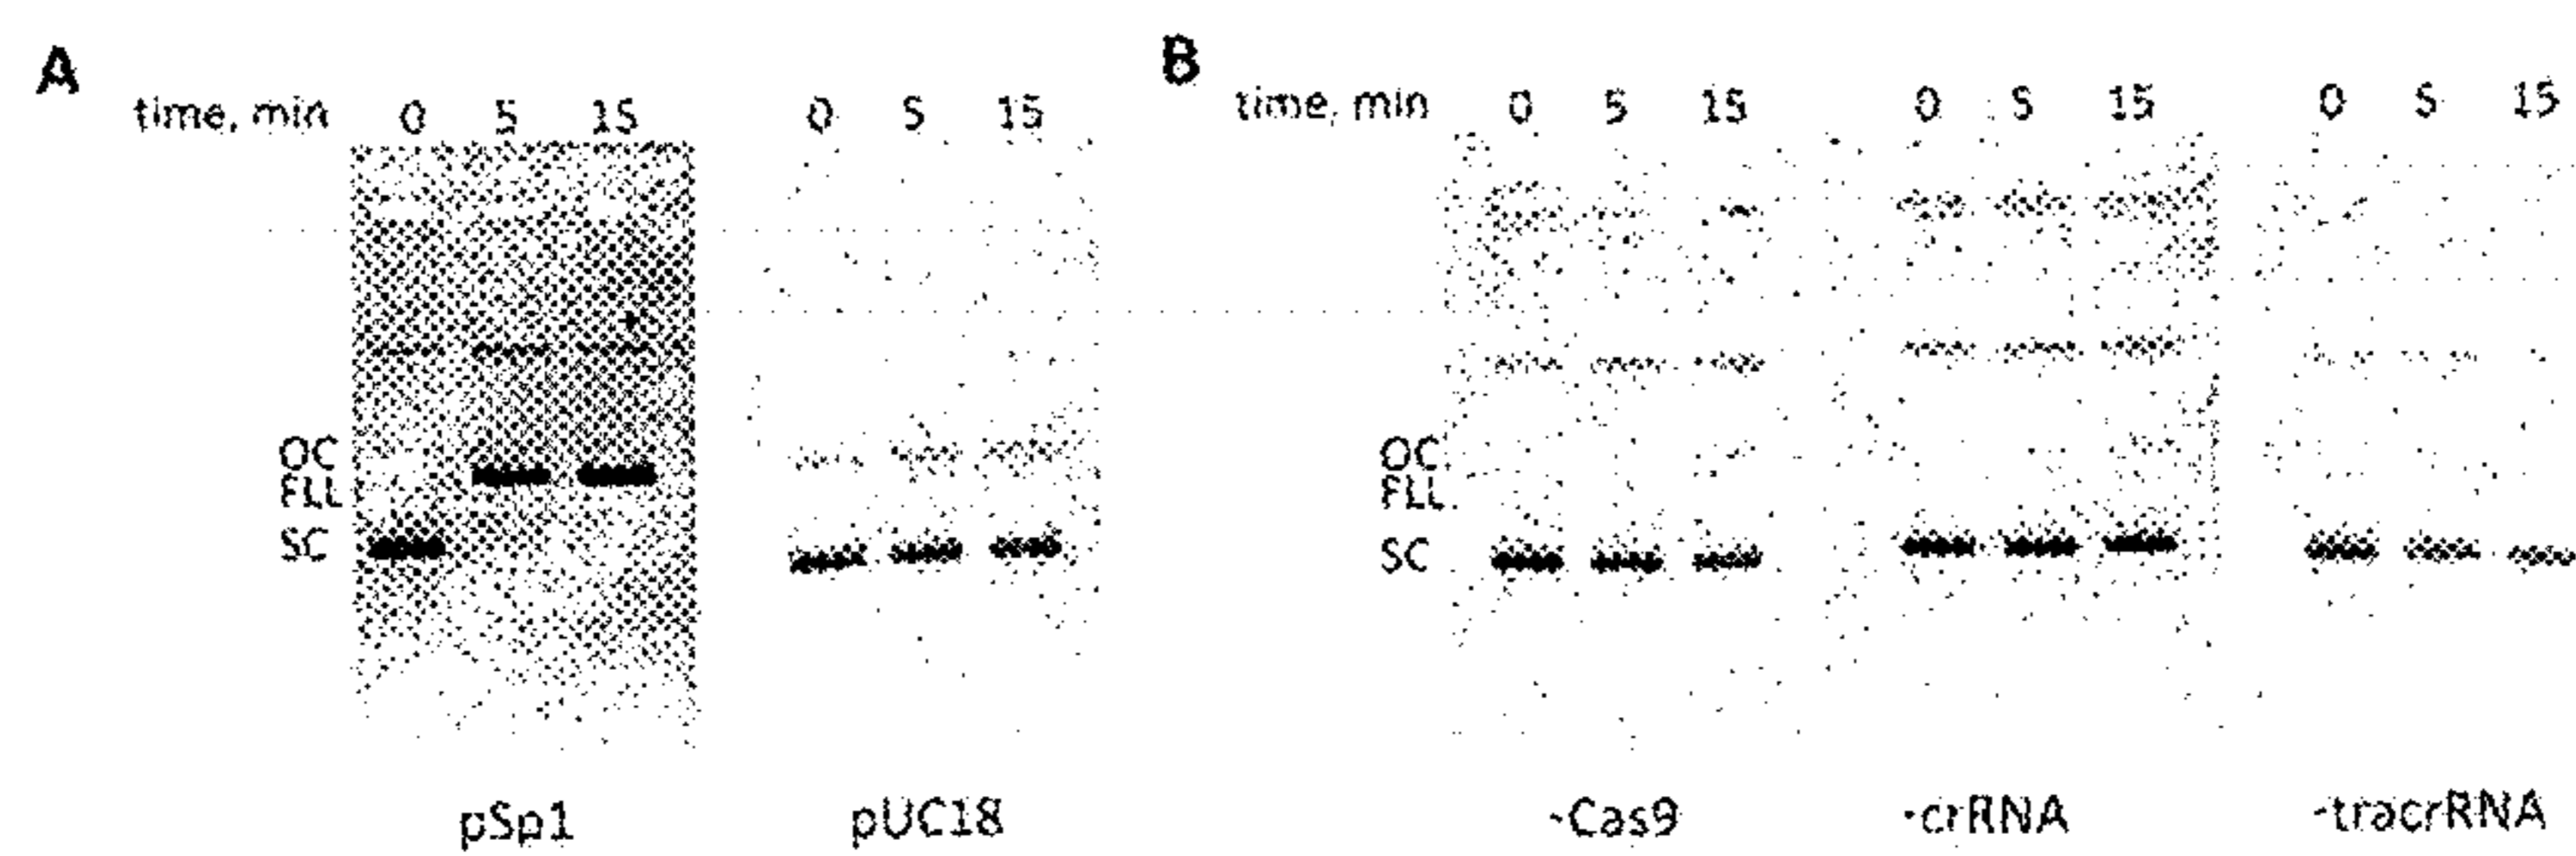 A
time, min 0 5 15 0 5 15
OC
FLL
SC
pSp1 pUC18
B
time, min 0 5 15 0 5 15 0 5 15
OC
FLL
SC
-Cas9 -crRNA -tracrRNA